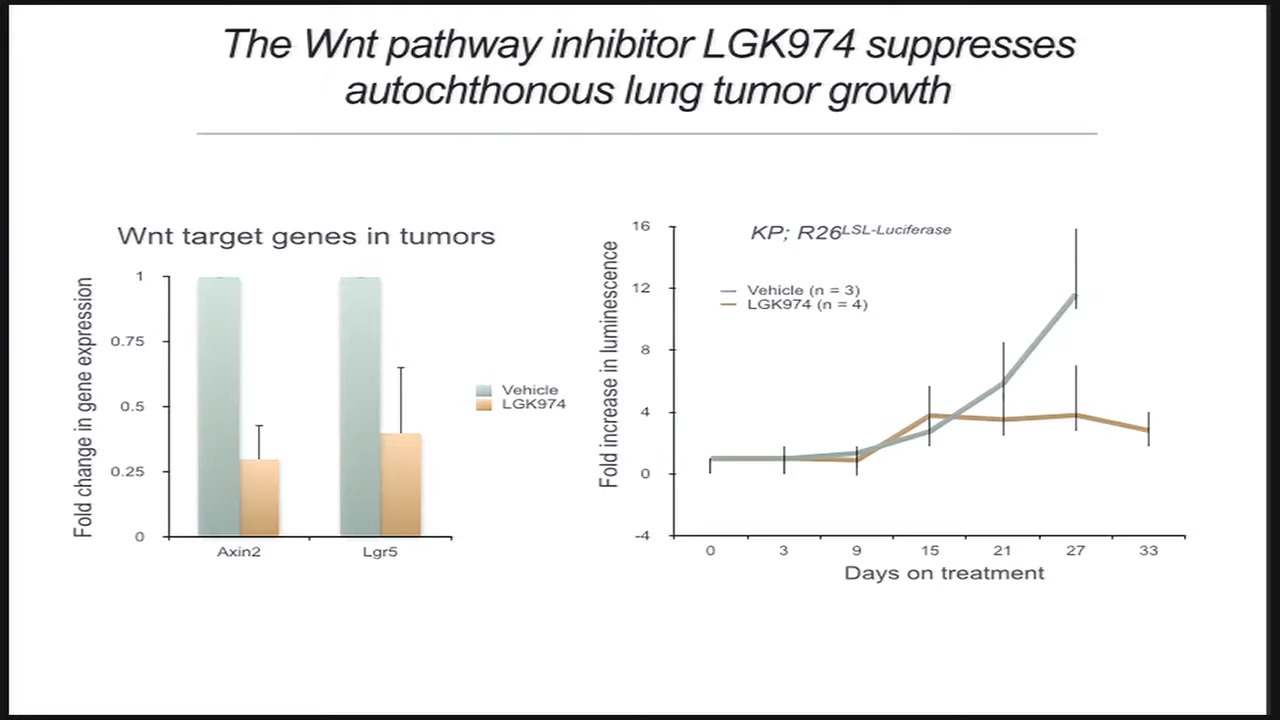 The Wnt pathway inhibitor LGK974 suppresses
autochthonous lung tumor growth
Wnt target genes in tumors
Fold change in gene expression
1
0.75
0.5
0.25
0
Axin2
Lgr5
Vehicle
LGK974
KP; R26LSL-Luciferase
Vehicle (n = 3)
LGK974 (n = 4)
Fold increase in luminescence
16
12
8
4
0
-4
0 3 9 15 21 27 33
Days on treatment